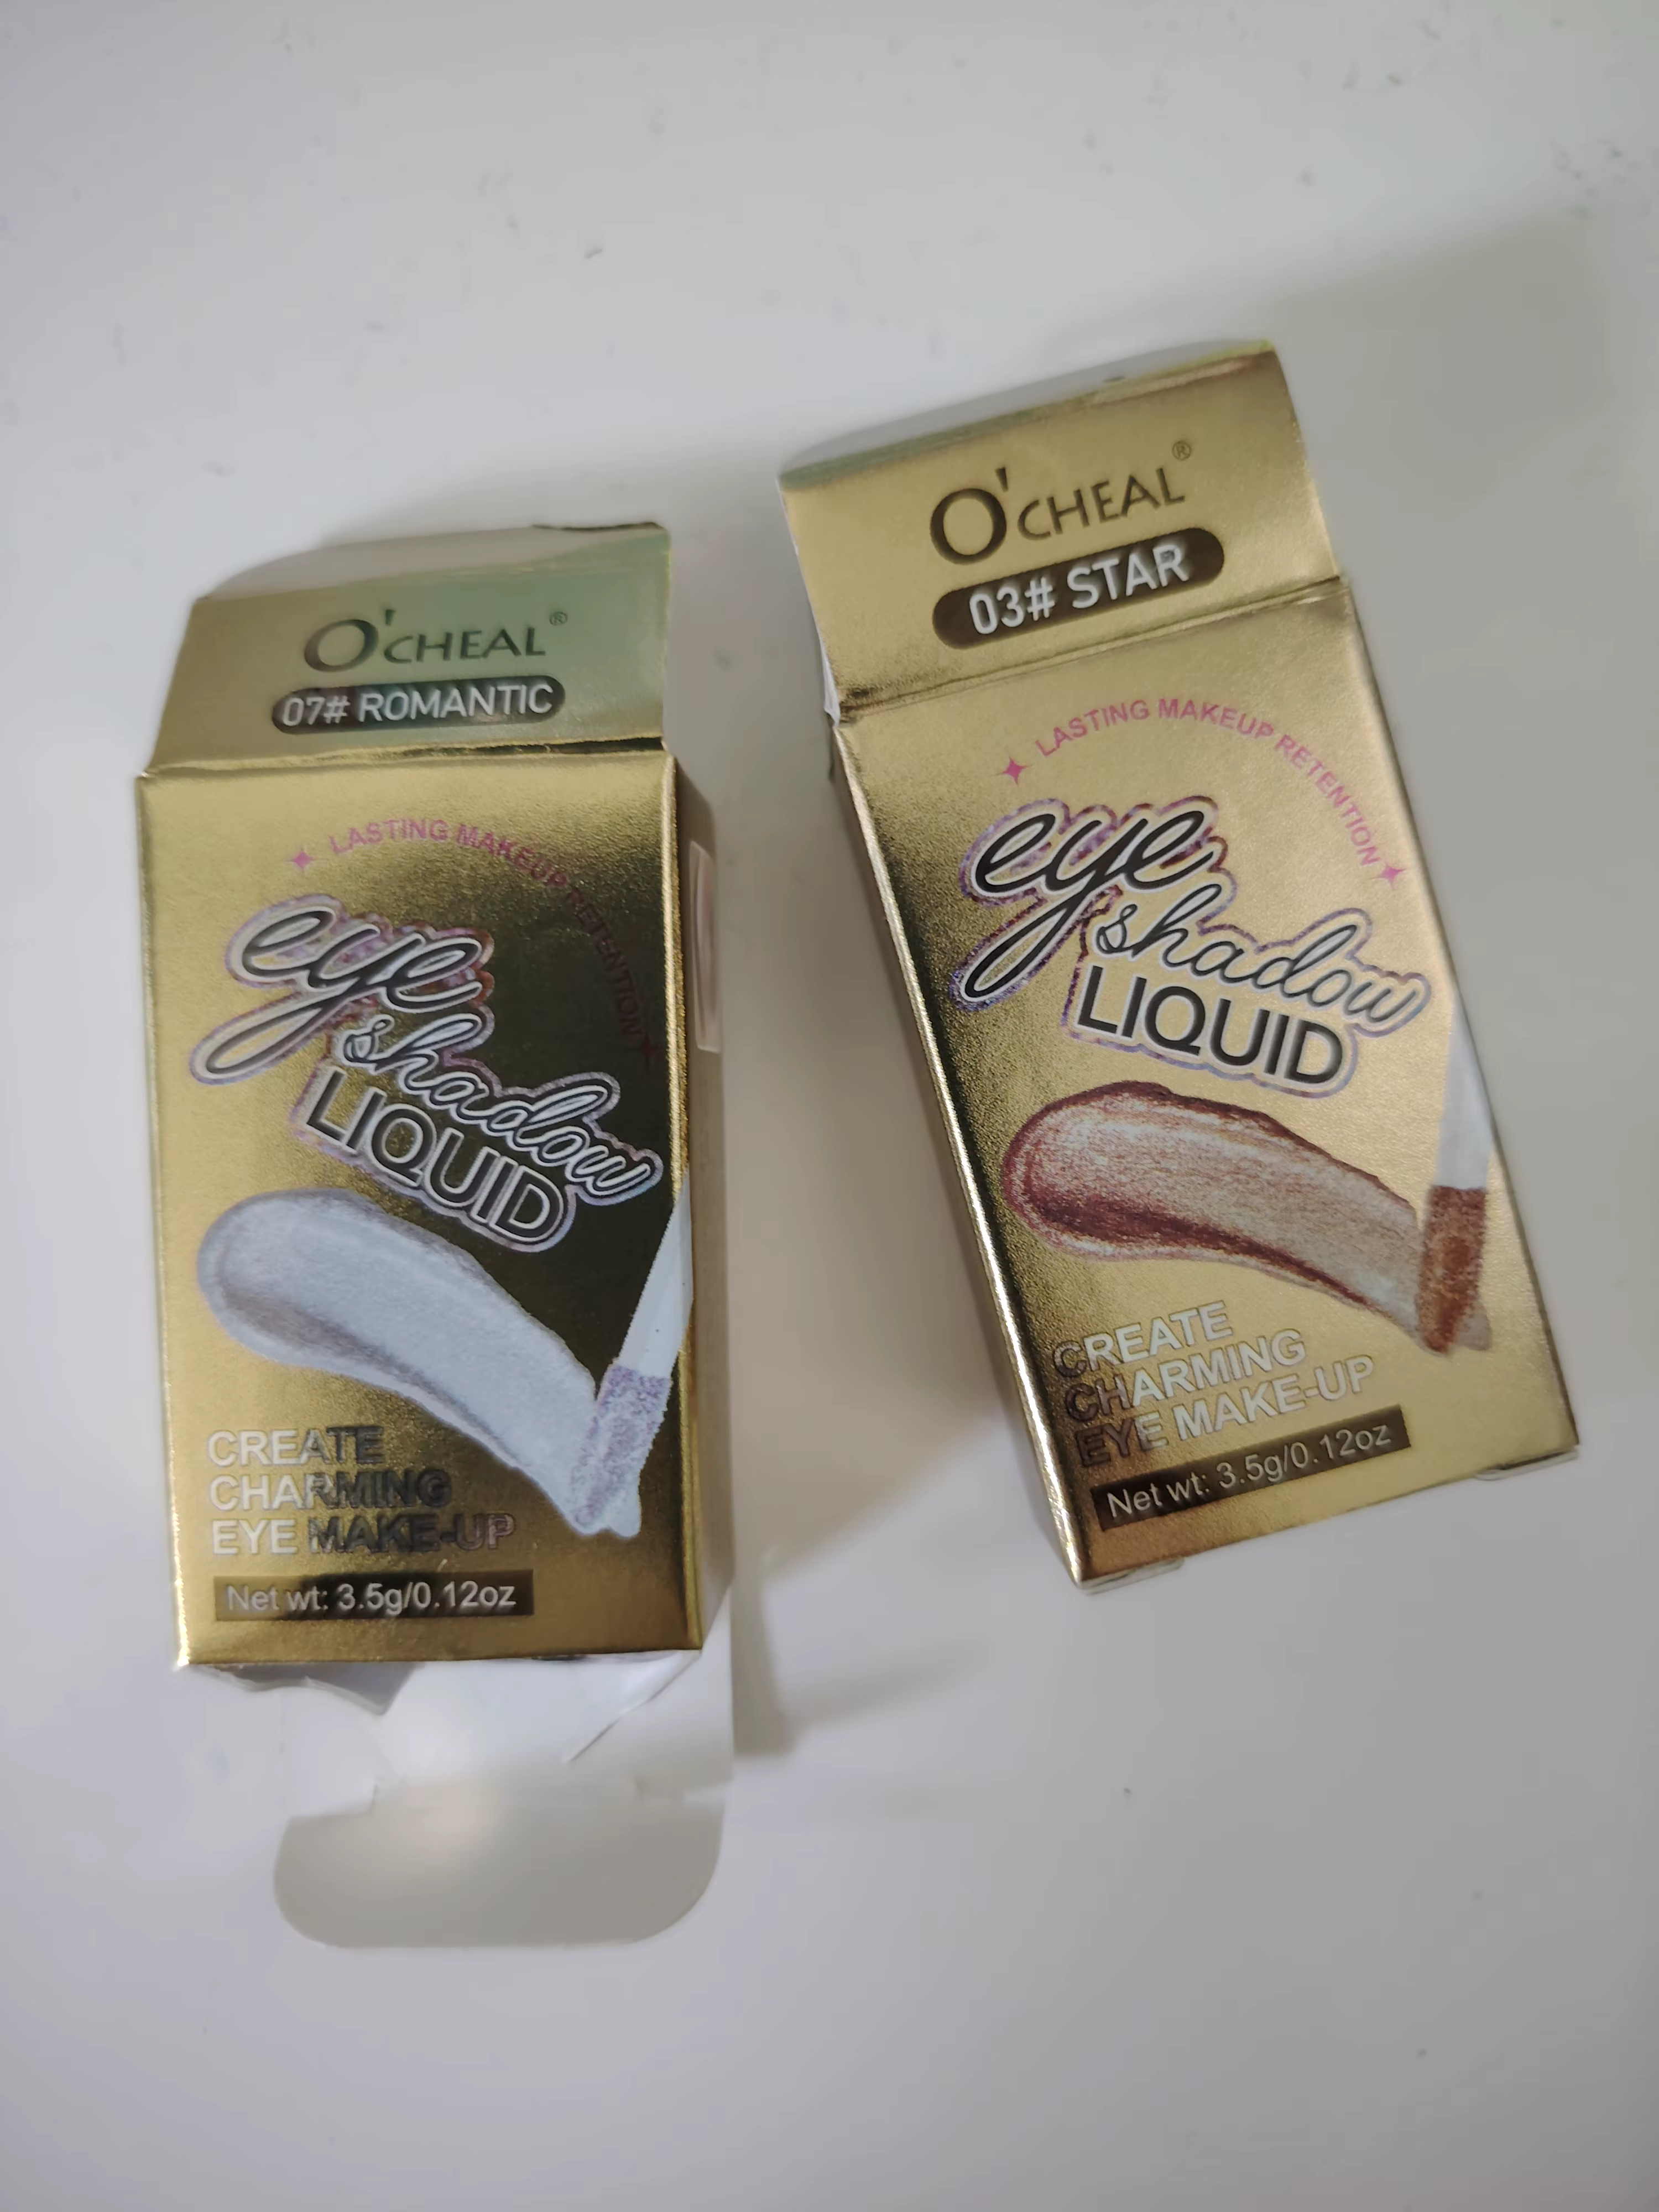 O'CHEAL®
07# ROMANTIC
LASTING MAKEUP RETENTION
eye
shadow
LIQUID
CREATE
CHARMING
EYE MAKE-UP
Net wt: 3.5g/0.12oz
O'CHEAL®
03# STAR
LASTING MAKEUP RETENTION
eye
shadow
LIQUID
CREATE
CHARMING
EYE MAKE-UP
Net wt: 3.5g/0.12oz